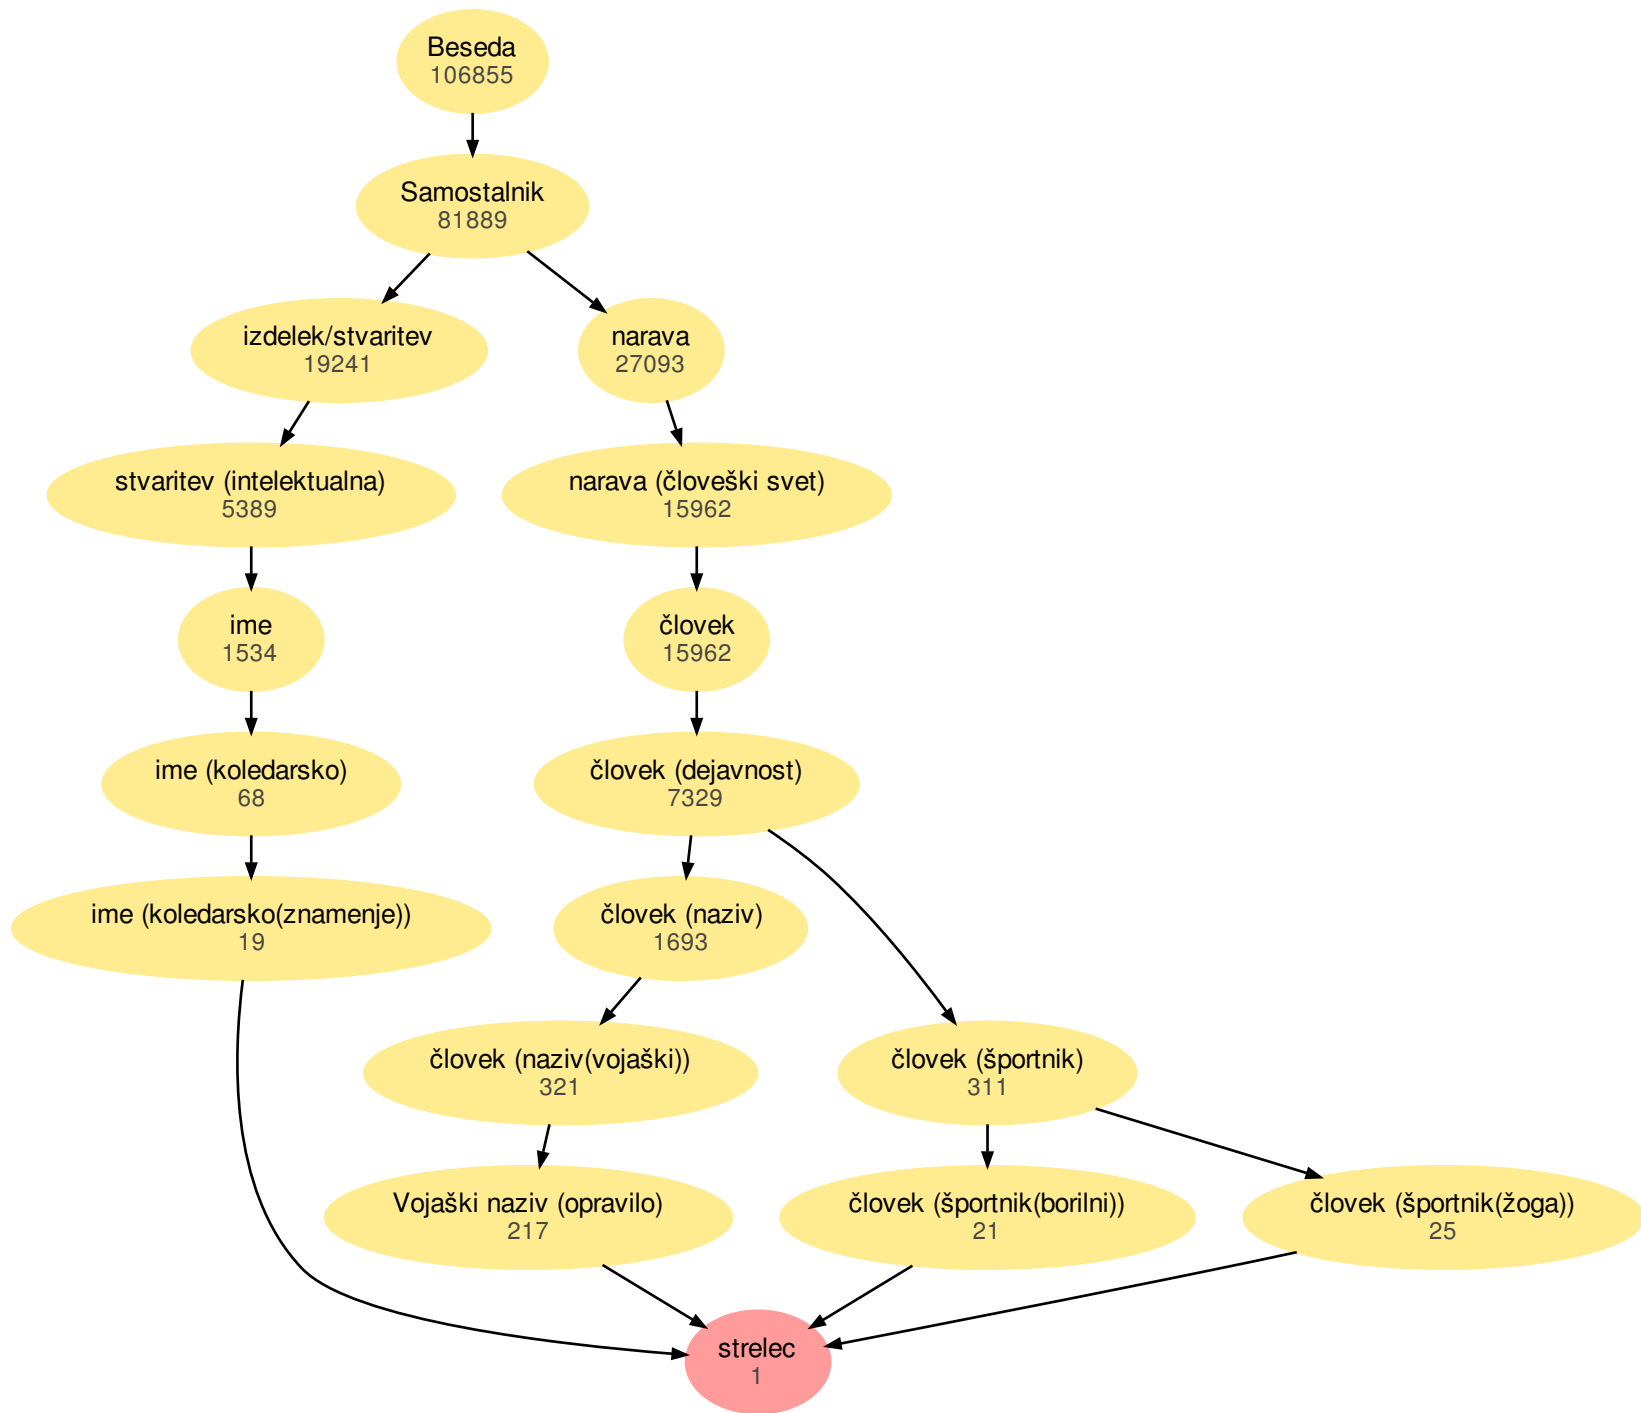 Beseda
106855
Samostalnik
81889
izdelek/stvaritev
19241
narava
27093
stvaritev (intelektualna)
5389
narava (človeški svet)
15962
ime
1534
človek
15962
ime (koledarsko)
68
človek (dejavnost)
7329
ime (koledarsko(znamenje))
19
človek (naziv)
1693
človek (naziv(vojaški))
321
človek (športnik)
311
Vojaški naziv (opravilo)
217
človek (športnik(borilni))
21
človek (športnik(žoga))
25
strelec
1